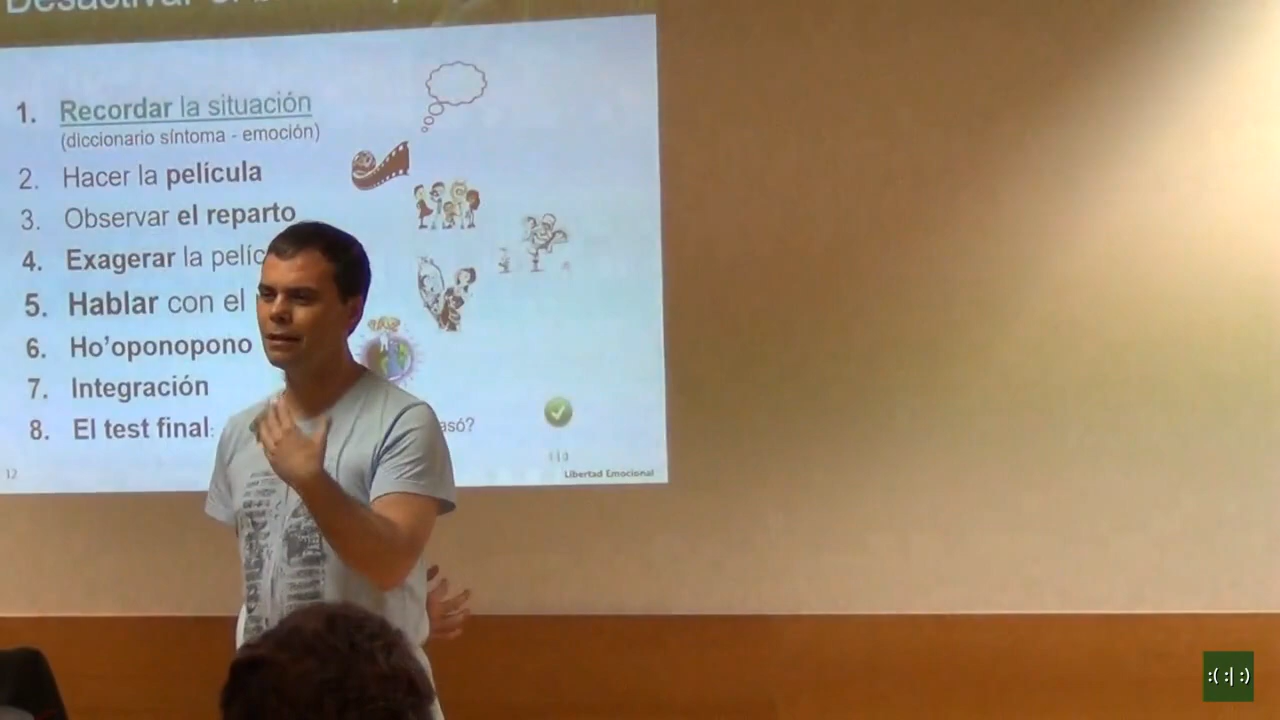 Desactivar
1. Recordar la situación
(diccionario síntoma - emoción)
2. Hacer la película
3. Observar el reparto
4. Exagerar la pelíc
5. Hablar con el
6. Ho'oponopono
7. Integración
8. El test final: asó?
12
Libertad Emocional
:( :| :)